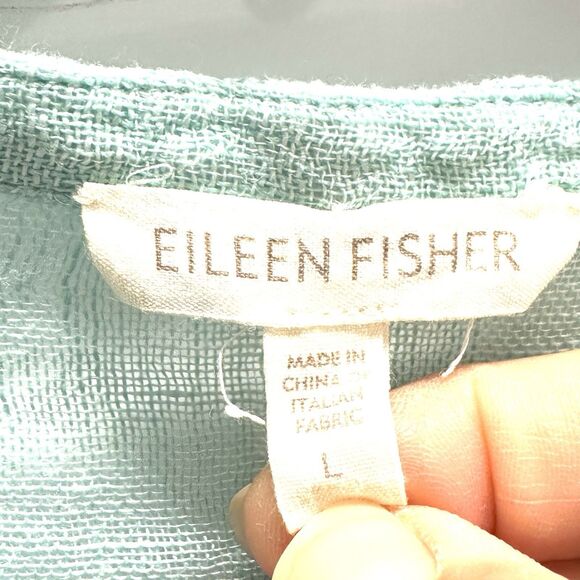 EILEEN FISHER
MADE IN
CHINA OF
ITALIAN
FABRIC
L